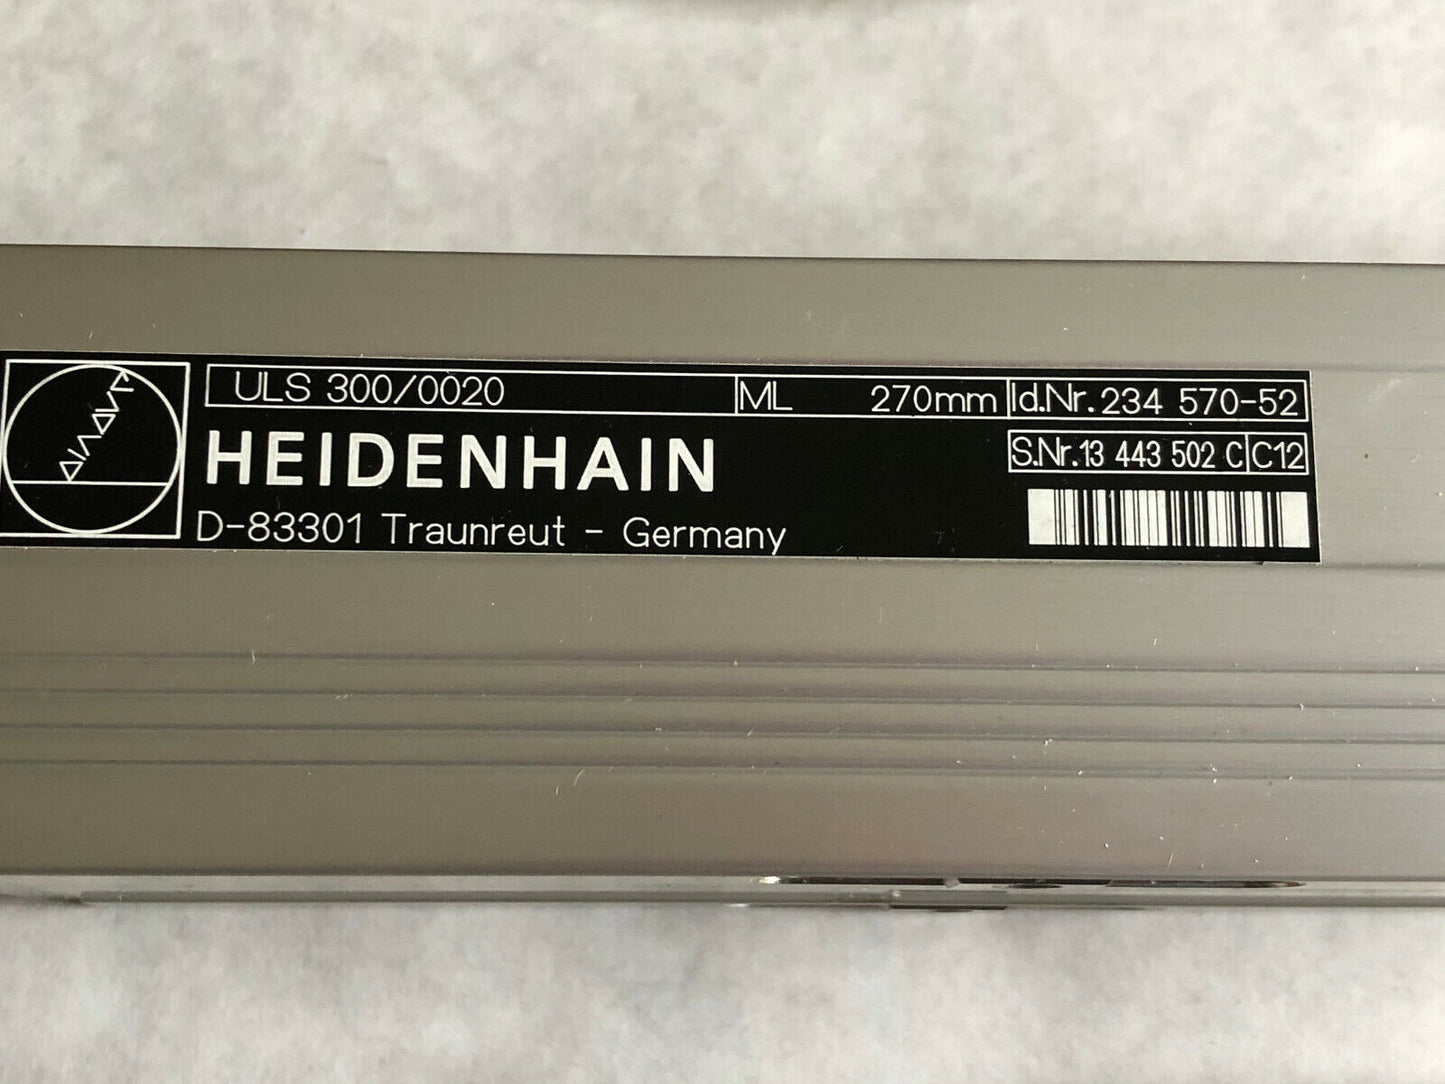 ULS 300/0020 ML 270mm Id.Nr. 234 570-52
HEIDENHAIN
S.Nr. 13 443 502 C C12
D-83301 Traunreut - Germany